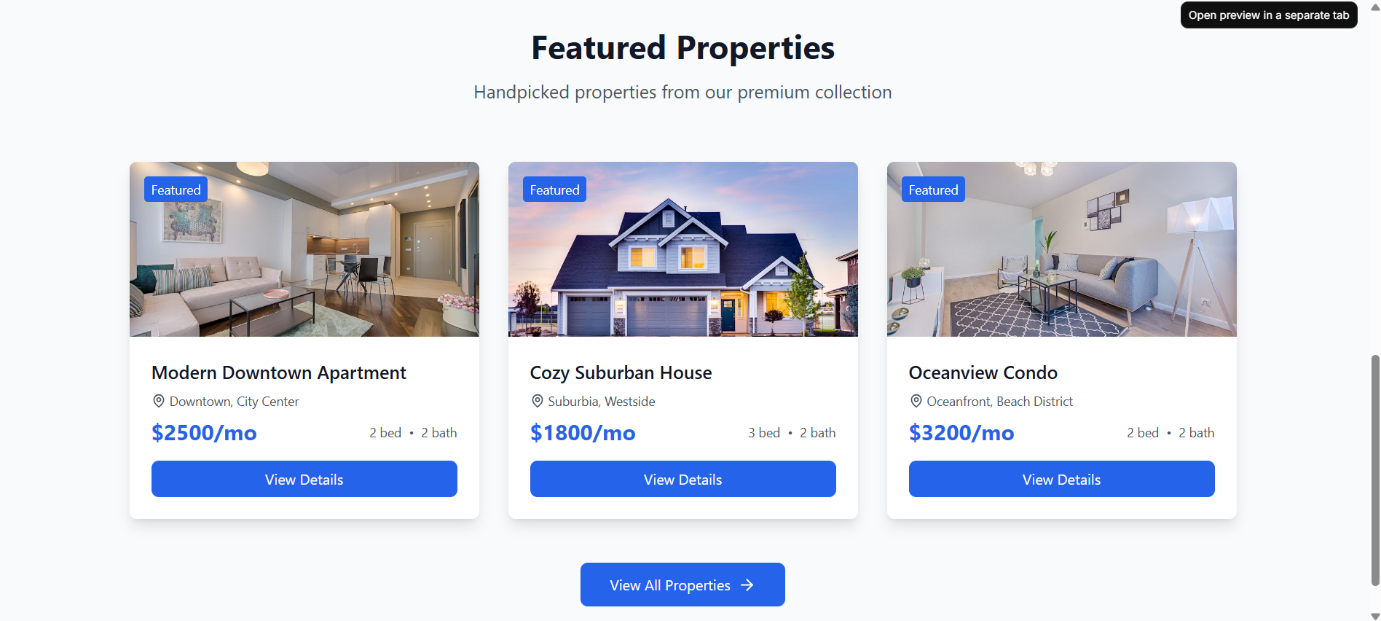 Open preview in a separate tab
Featured Properties
Handpicked properties from our premium collection
Featured
Modern Downtown Apartment
Downtown, City Center
$2500/mo
2 bed • 2 bath
View Details
Featured
Cozy Suburban House
Suburbia, Westside
$1800/mo
3 bed • 2 bath
View Details
Featured
Oceanview Condo
Oceanfront, Beach District
$3200/mo
2 bed • 2 bath
View Details
View All Properties →